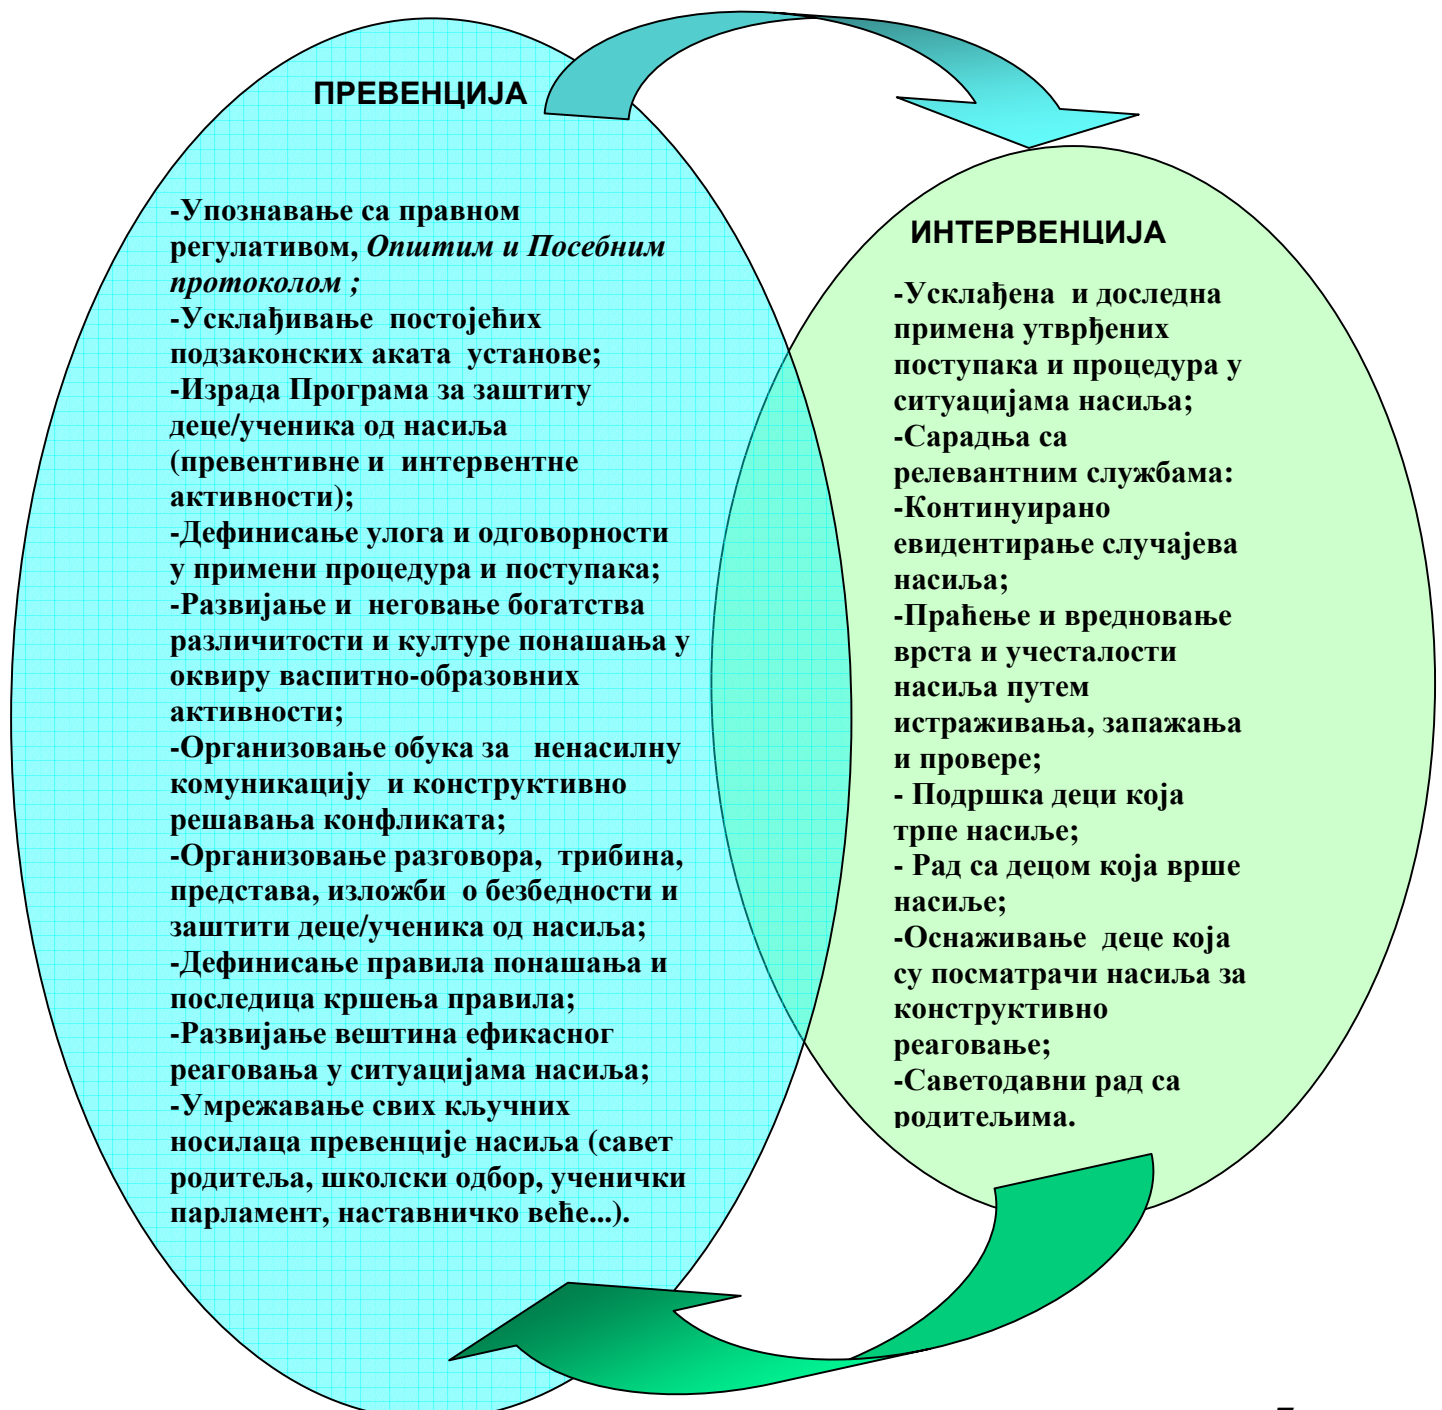 ПРЕВЕНЦИЈА
-Упознавање са правном
регулативом, Општим и Посебним
протоколом ;
-Усклађивање постојећих
подзаконских аката установе;
-Израда Програма за заштиту
деце/ученика од насиља
(превентивне и интервентне
активности);
-Дефинисање улога и одговорности
у примени процедура и поступака;
-Развијање и неговање богатства
различитости и културе понашања у
оквиру васпитно-образовних
активности;
-Организовање обука за ненасилну
комуникацију и конструктивно
решавања конфликата;
-Организовање разговора, трибина,
представа, изложби о безбедности и
заштити деце/ученика од насиља;
-Дефинисање правила понашања и
последица кршења правила;
-Развијање вештина ефикасног
реаговања у ситуацијама насиља;
-Умрежавање свих кључних
носилаца превенције насиља (савет
родитеља, школски одбор, ученички
парламент, наставничко веће...).
ИНТЕРВЕНЦИЈА
-Усклађена и доследна
примена утврђених
поступака и процедура у
ситуацијама насиља;
-Сарадња са
релевантним службама:
-Континуирано
евидентирање случајева
насиља;
-Праћење и вредновање
врста и учесталости
насиља путем
истраживања, запажања
и провере;
- Подршка деци која
трпе насиље;
- Рад са децом која врше
насиље;
-Оснаживање деце која
су посматрачи насиља за
конструктивно
реаговање;
-Саветодавни рад са
родитељима.